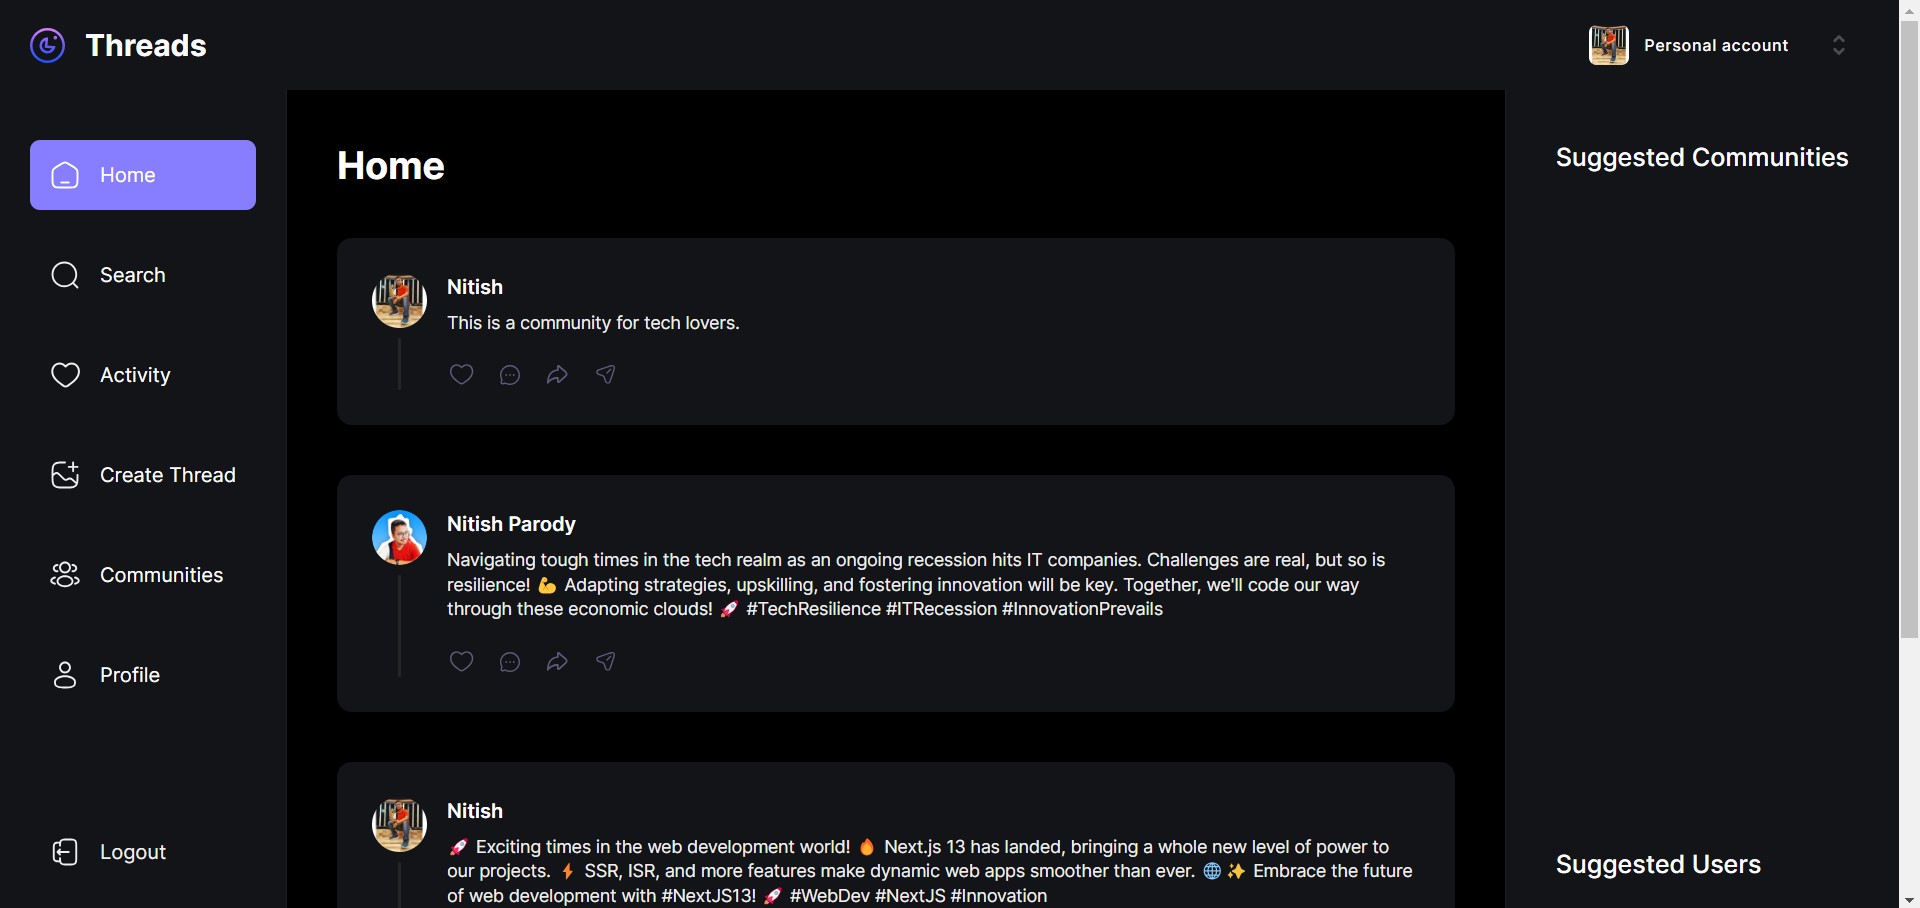 Threads
Personal account
Home
Search
Activity
Create Thread
Communities
Profile
Logout
Home
Nitish
This is a community for tech lovers.
Nitish Parody
Navigating tough times in the tech realm as an ongoing recession hits IT companies. Challenges are real, but so is
resilience! 💪 Adapting strategies, upskilling, and fostering innovation will be key. Together, we'll code our way
through these economic clouds! 🚀 #TechResilience #ITRecession #InnovationPrevails
Nitish
🚀 Exciting times in the web development world! 🔥 Next.js 13 has landed, bringing a whole new level of power to
our projects. ⚡ SSR, ISR, and more features make dynamic web apps smoother than ever. 🌐✨ Embrace the future
of web development with #NextJS13! 🚀 #WebDev #NextJS #Innovation
Suggested Communities
Suggested Users